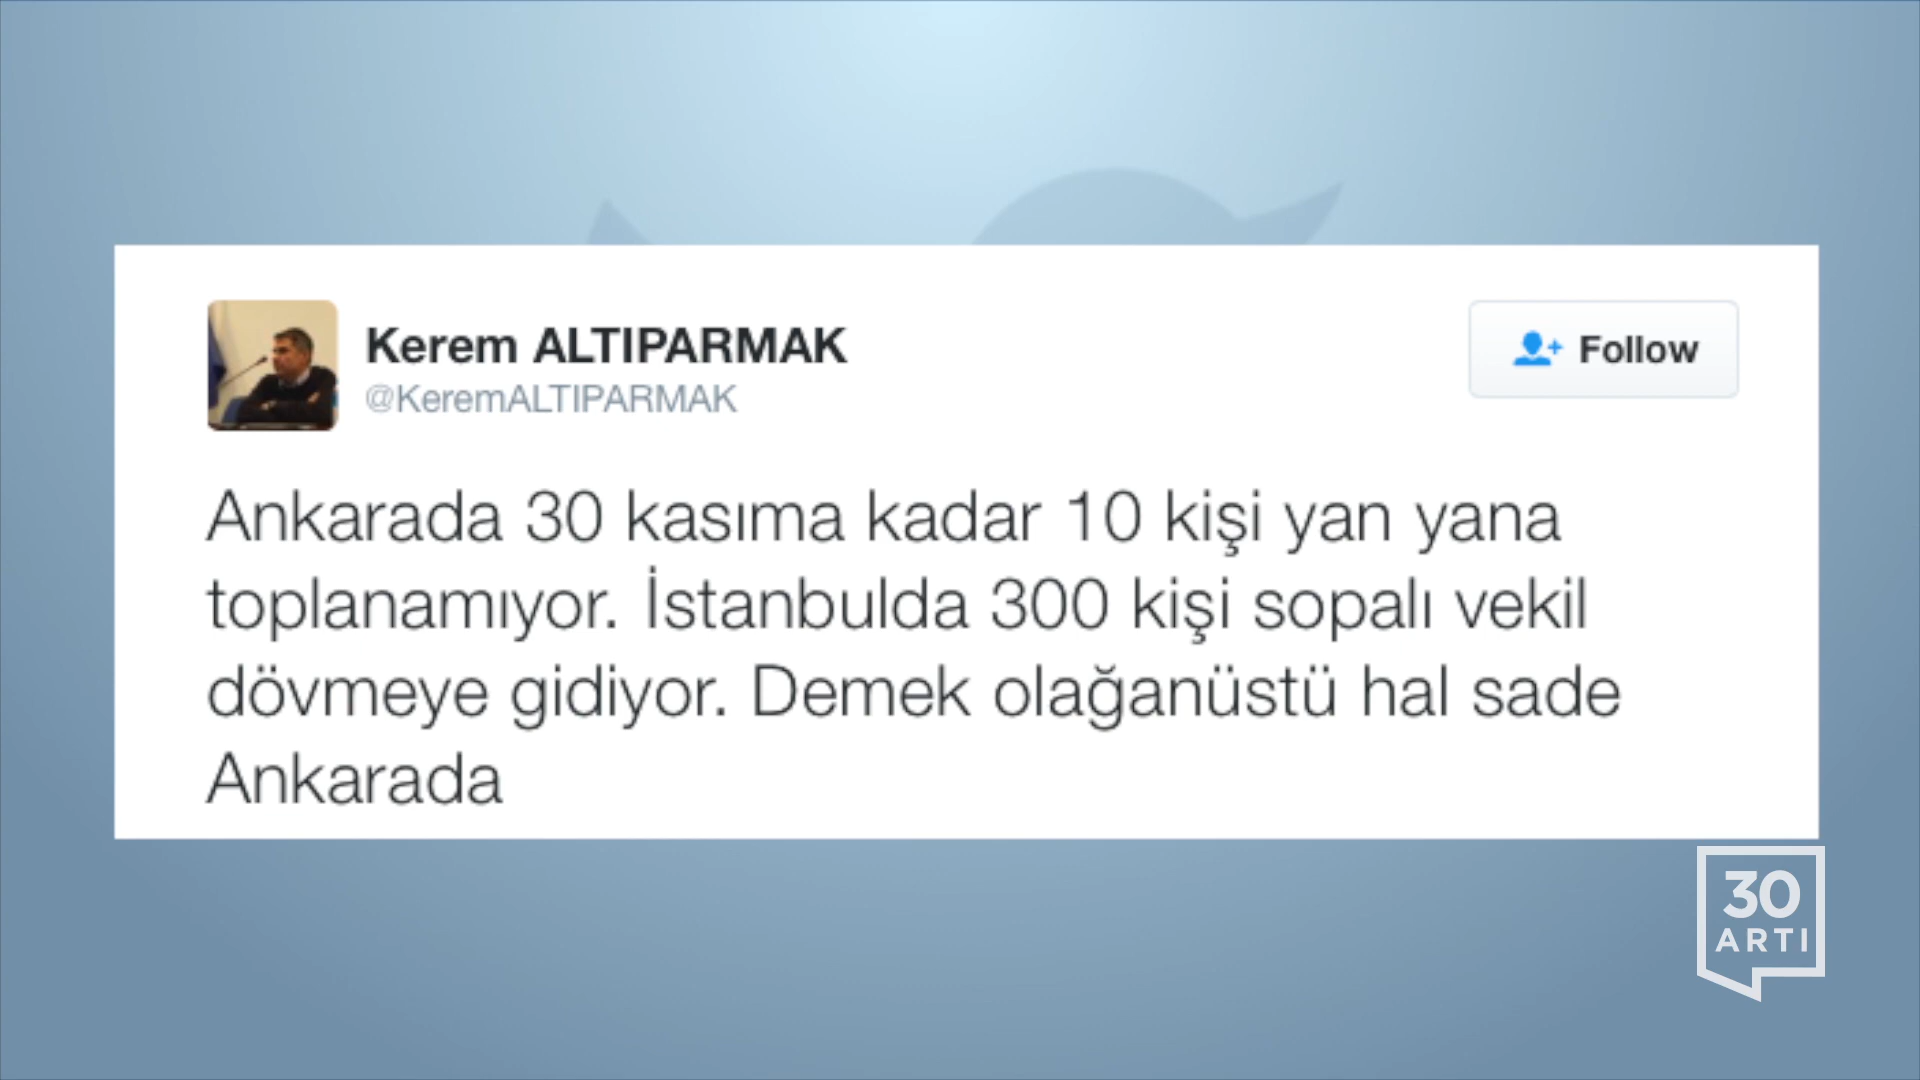 Kerem ALTIPARMAK
@KeremALTIPARMAK
Follow
Ankarada 30 kasıma kadar 10 kişi yan yana
toplanamıyor. İstanbulda 300 kişi sopalı vekil
dövmeye gidiyor. Demek olağanüstü hal sade
Ankarada
30
ARTI